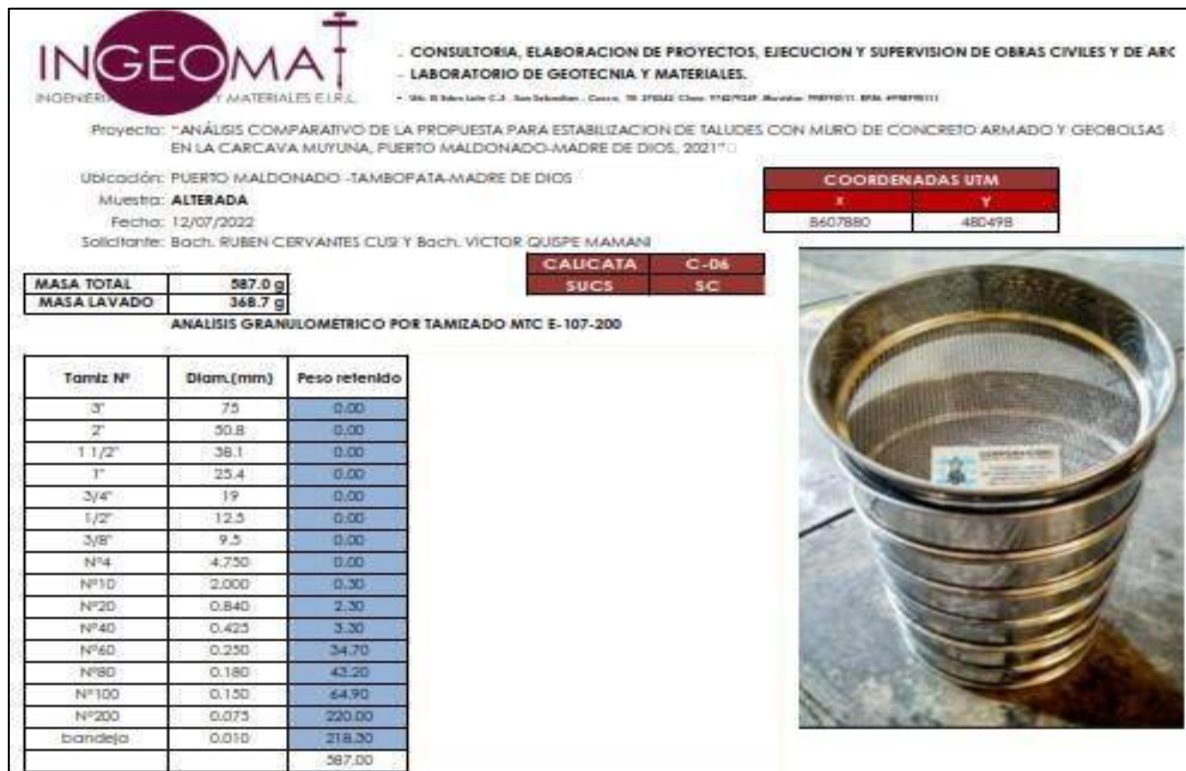 INGEOMAT
- CONSULTORIA, ELABORACION DE PROYECTOS, EJECUCION Y SUPERVISION DE OBRAS CIVILES Y DE ARC
- LABORATORIO DE GEOTECNIA Y MATERIALES.
Y MATERIALES E.I.R.L.
Proyecto: "ANÁLISIS COMPARATIVO DE LA PROPUESTA PARA ESTABILIZACION DE TALUDES CON MURO DE CONCRETO ARMADO Y GEOBOLSAS
EN LA CARCAVA MUYUNA, PUERTO MALDONADO-MADRE DE DIOS, 2021"
Ubicación: PUERTO MALDONADO -TAMBOPATA-MADRE DE DIOS
Muestra: ALTERADA
Fecha: 12/07/2022
Solicitante: Bach. RUBEN CERVANTES CUSI Y Bach. VICTOR QUISPE MAMANI
COORDENADAS UTM
X Y
8607880 480498
CALICATA C-06
SUCS SC
MASA TOTAL 587.0 g
MASA LAVADO 368.7 g
ANALISIS GRANULOMETRICO POR TAMIZADO MTC E-107-200
Tamiz Nº Diam.(mm) Peso retenido
3" 75 0.00
2" 50.8 0.00
1 1/2" 38.1 0.00
1" 25.4 0.00
3/4" 19 0.00
1/2" 12.5 0.00
3/8" 9.5 0.00
Nº4 4.750 0.00
Nº10 2.000 0.30
Nº20 0.840 2.30
Nº40 0.425 3.30
Nº60 0.250 34.70
Nº80 0.180 43.20
Nº100 0.150 64.90
Nº200 0.075 220.00
bandeja 0.010 218.30
587.00